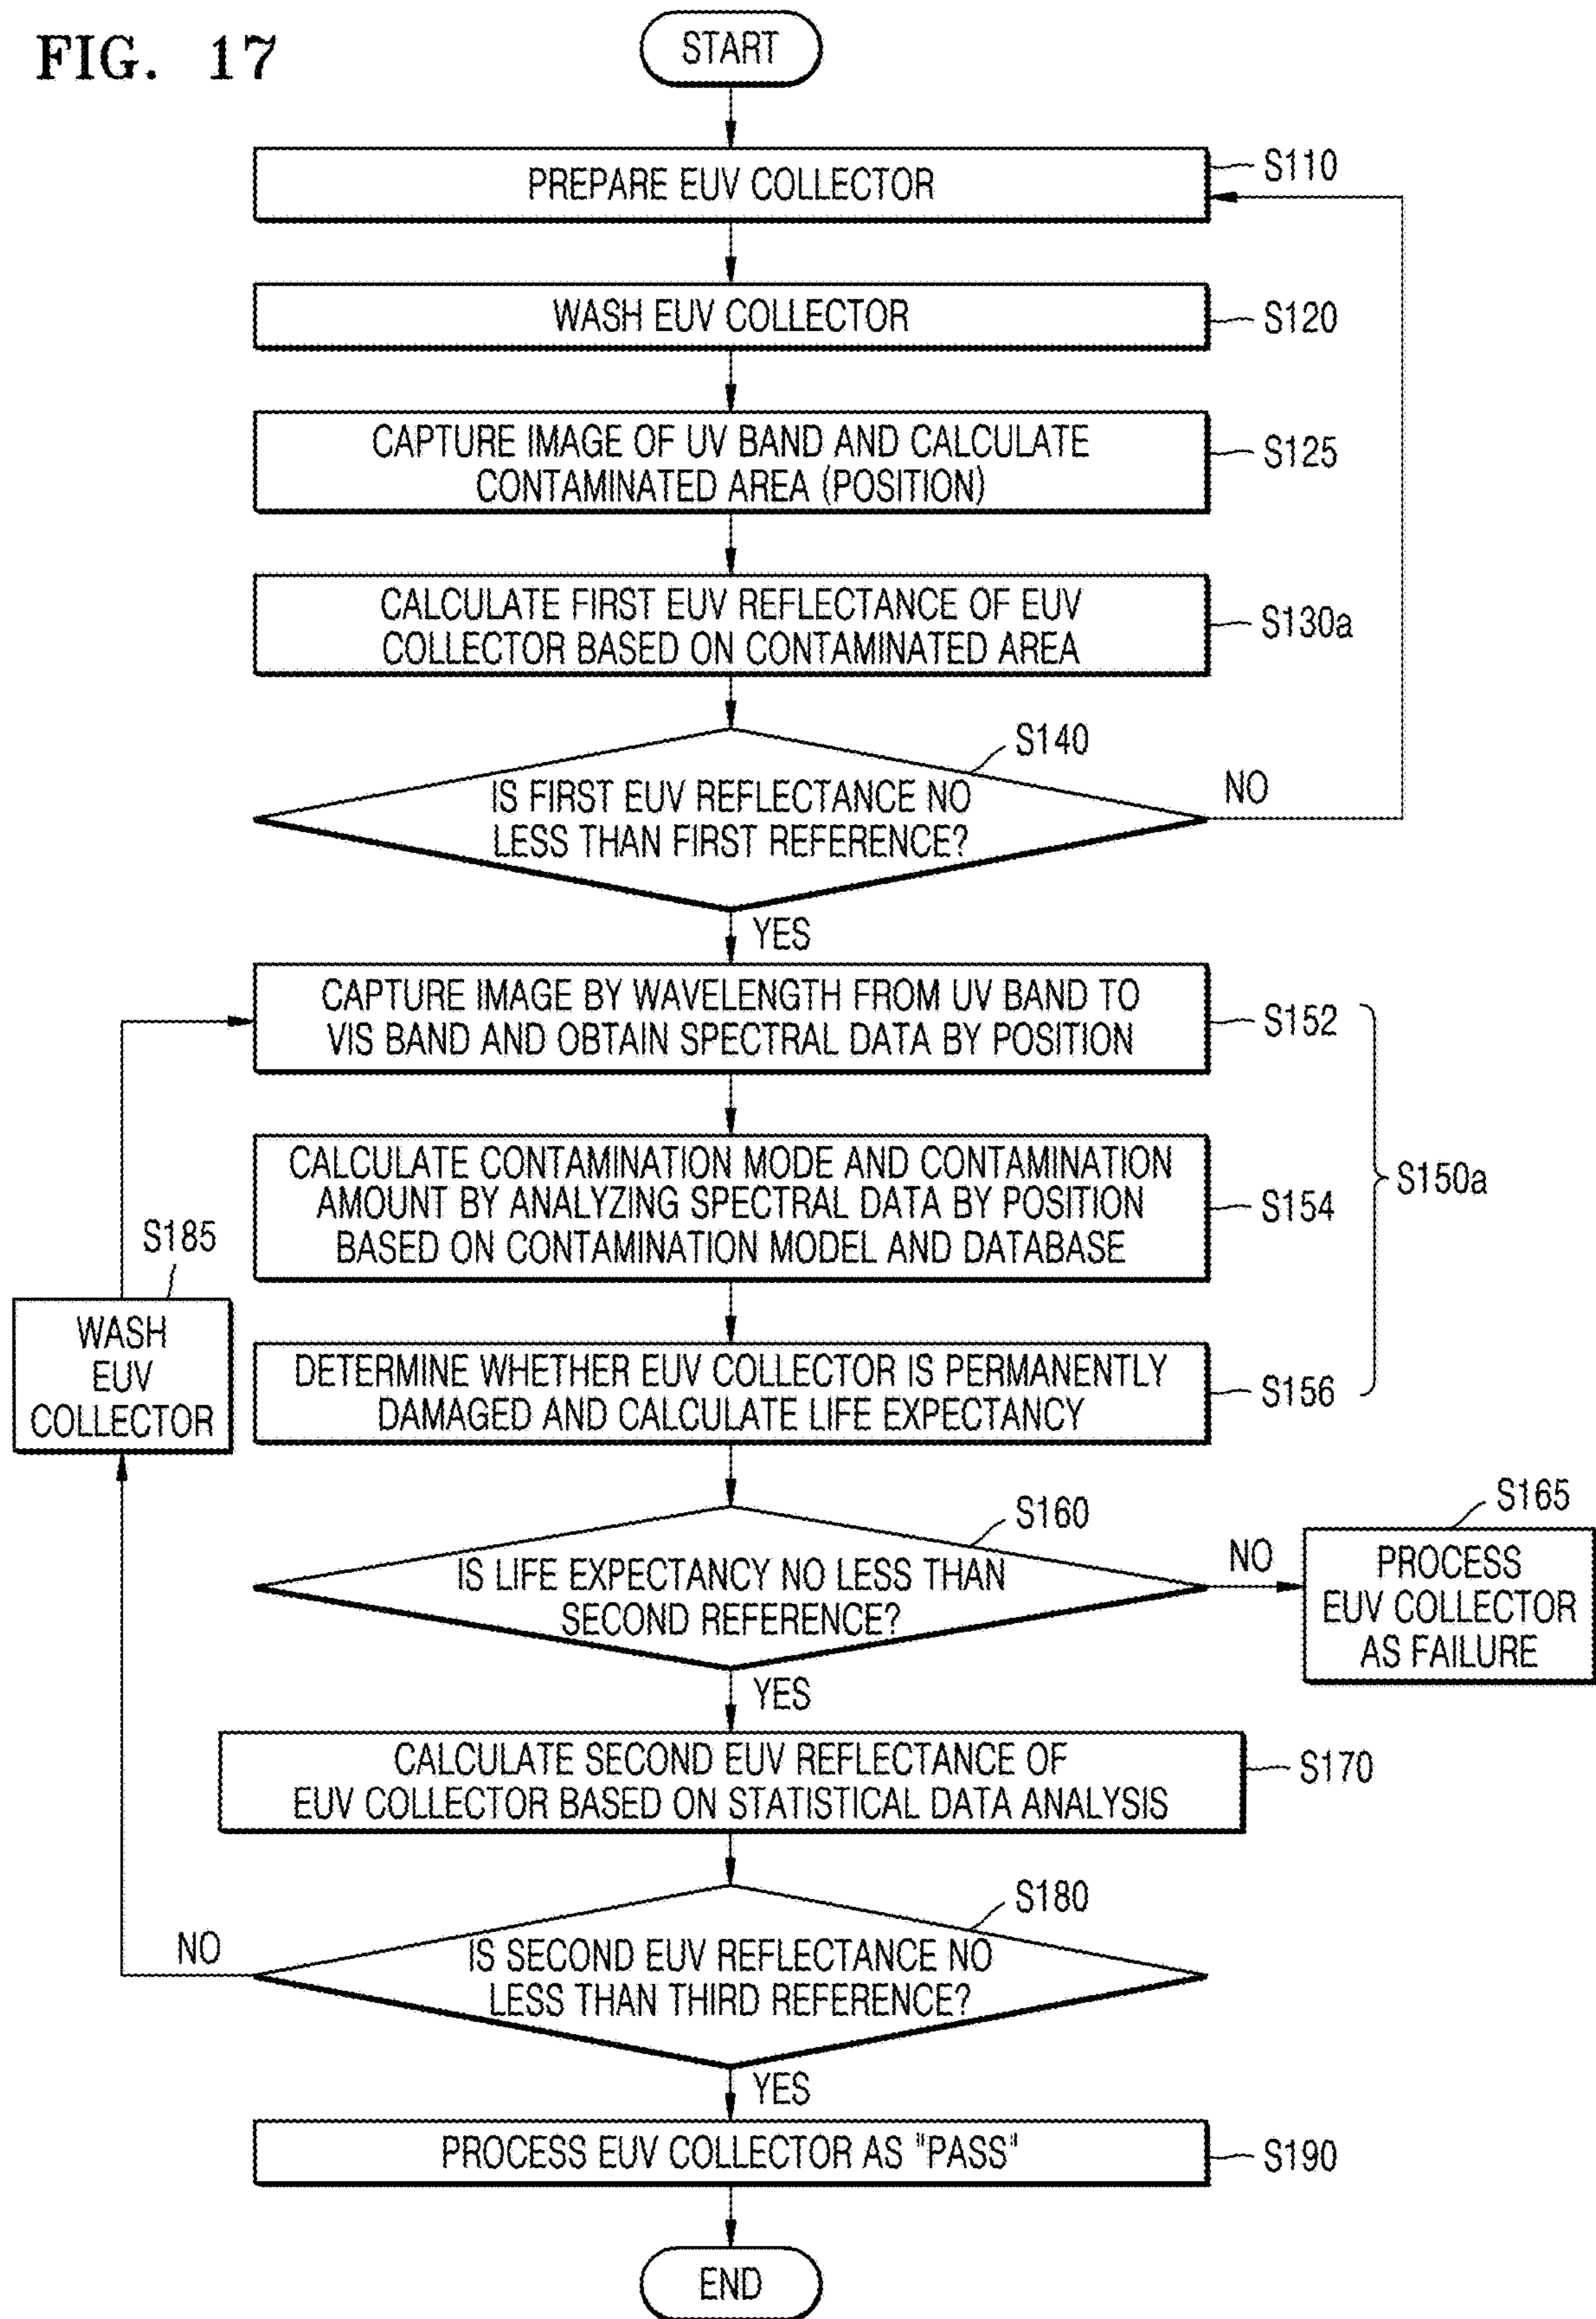 FIG. 17
START
PREPARE EUV COLLECTOR
S110
WASH EUV COLLECTOR
S120
CAPTURE IMAGE OF UV BAND AND CALCULATE
CONTAMINATED AREA (POSITION)
S125
CALCULATE FIRST EUV REFLECTANCE OF EUV
COLLECTOR BASED ON CONTAMINATED AREA
S130a
S140
IS FIRST EUV REFLECTANCE NO
LESS THAN FIRST REFERENCE?
NO
YES
CAPTURE IMAGE BY WAVELENGTH FROM UV BAND TO
VIS BAND AND OBTAIN SPECTRAL DATA BY POSITION
S152
CALCULATE CONTAMINATION MODE AND CONTAMINATION
AMOUNT BY ANALYZING SPECTRAL DATA BY POSITION
BASED ON CONTAMINATION MODEL AND DATABASE
S154
S150a
S185
WASH
EUV
COLLECTOR
DETERMINE WHETHER EUV COLLECTOR IS PERMANENTLY
DAMAGED AND CALCULATE LIFE EXPECTANCY
S156
S160
IS LIFE EXPECTANCY NO LESS THAN
SECOND REFERENCE?
NO
S165
PROCESS
EUV COLLECTOR
AS FAILURE
YES
CALCULATE SECOND EUV REFLECTANCE OF
EUV COLLECTOR BASED ON STATISTICAL DATA ANALYSIS
S170
S180
IS SECOND EUV REFLECTANCE NO
LESS THAN THIRD REFERENCE?
NO
YES
PROCESS EUV COLLECTOR AS "PASS"
S190
END